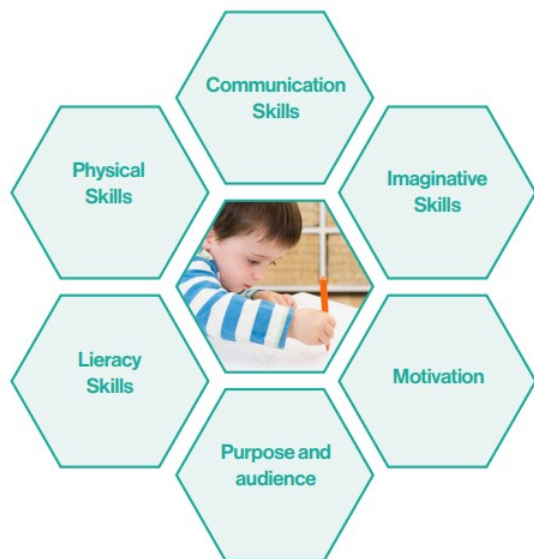 Communication
Skills
Physical
Skills
Imaginative
Skills
Lieracy
Skills
Motivation
Purpose and
audience